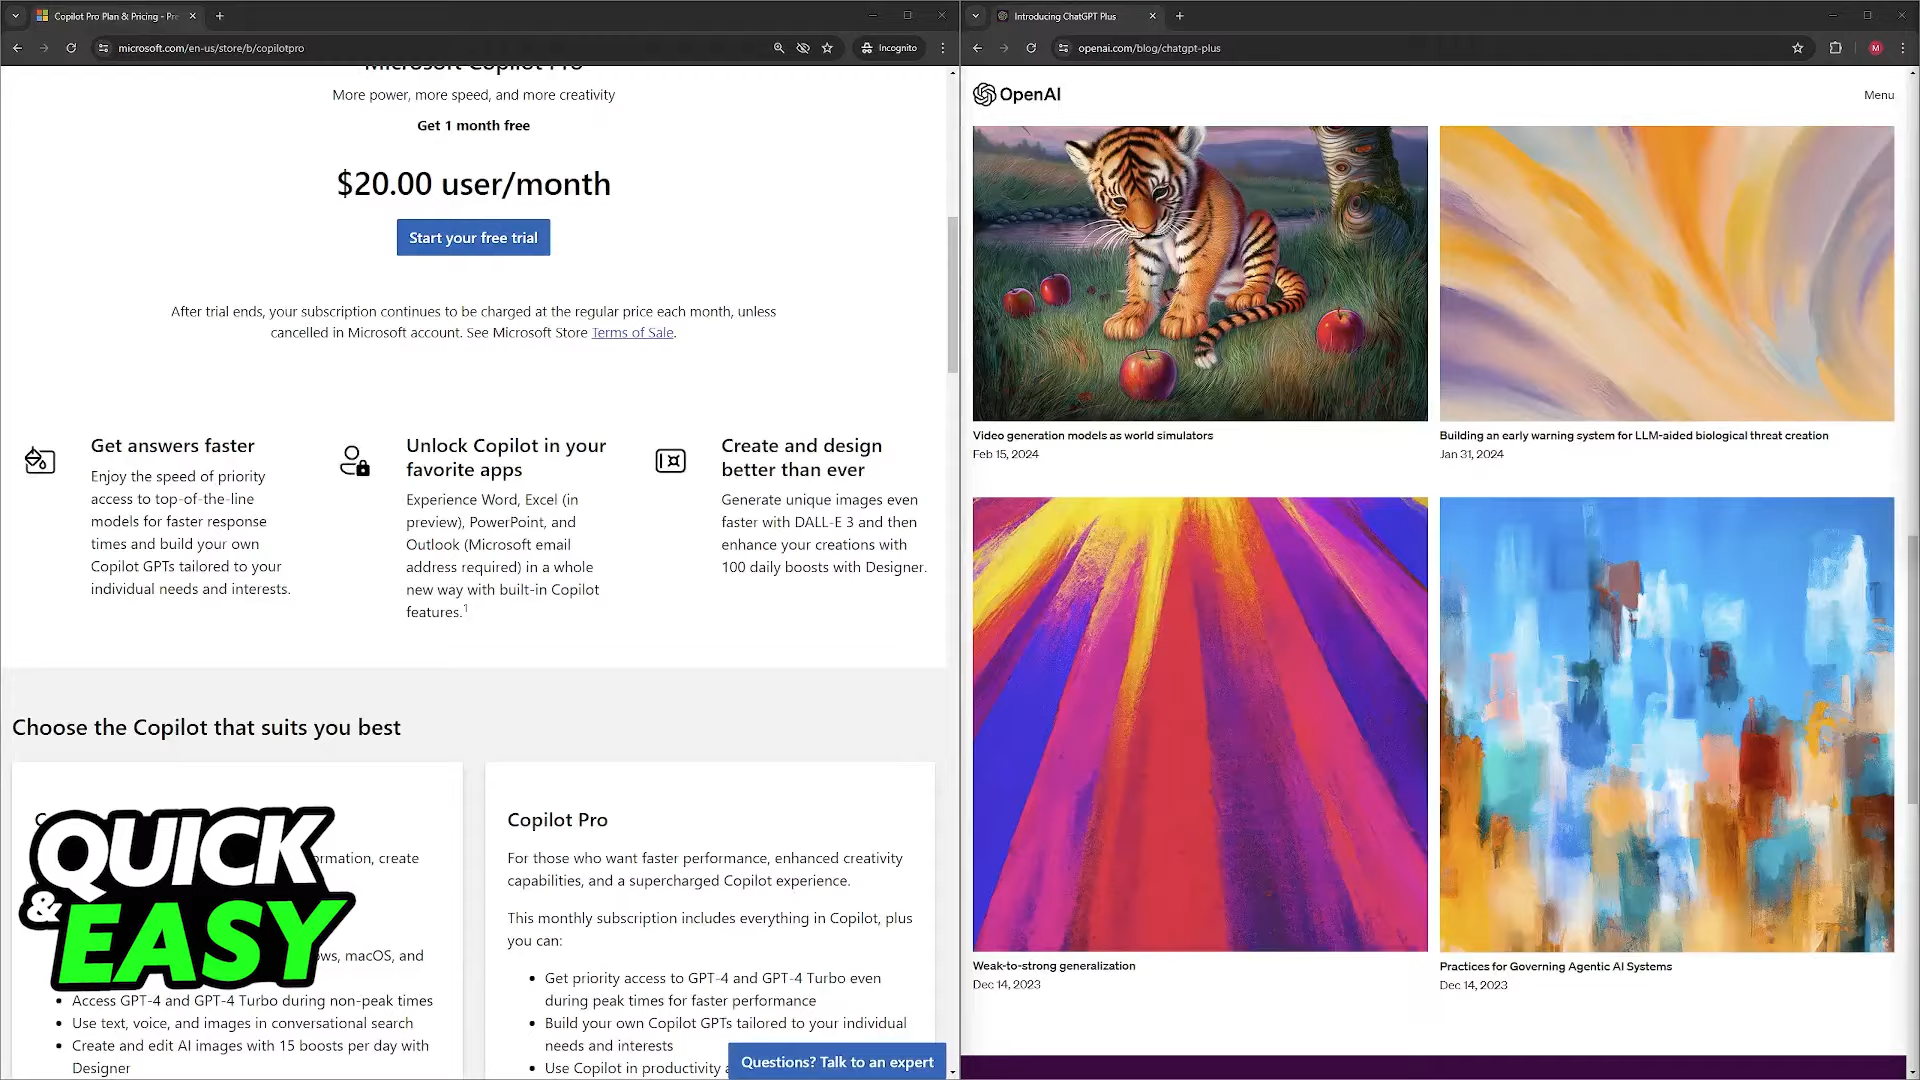 Copilot Pro Plan & Pricing - Pre
microsoft.com/en-us/store/b/copilotpro
Incognito
Microsoft Copilot Pro
More power, more speed, and more creativity
Get 1 month free
$20.00 user/month
Start your free trial
After trial ends, your subscription continues to be charged at the regular price each month, unless
cancelled in Microsoft account. See Microsoft Store Terms of Sale.
Get answers faster
Enjoy the speed of priority
access to top-of-the-line
models for faster response
times and build your own
Copilot GPTs tailored to your
individual needs and interests.
Unlock Copilot in your
favorite apps
Experience Word, Excel (in
preview), PowerPoint, and
Outlook (Microsoft email
address required) in a whole
new way with built-in Copilot
features.1
Create and design
better than ever
Generate unique images even
faster with DALL-E 3 and then
enhance your creations with
100 daily boosts with Designer.
Choose the Copilot that suits you best
ormation, create
ows, macOS, and
Access GPT-4 and GPT-4 Turbo during non-peak times
Use text, voice, and images in conversational search
Create and edit AI images with 15 boosts per day with
Designer
QUICK
& EASY
Copilot Pro
For those who want faster performance, enhanced creativity
capabilities, and a supercharged Copilot experience.
This monthly subscription includes everything in Copilot, plus
you can:
Get priority access to GPT-4 and GPT-4 Turbo even
during peak times for faster performance
Build your own Copilot GPTs tailored to your individual
needs and interests
Use Copilot in productivity
Questions? Talk to an expert
Introducing ChatGPT Plus
openai.com/blog/chatgpt-plus
M
OpenAI
Menu
Video generation models as world simulators
Feb 15, 2024
Building an early warning system for LLM-aided biological threat creation
Jan 31, 2024
Weak-to-strong generalization
Dec 14, 2023
Practices for Governing Agentic AI Systems
Dec 14, 2023